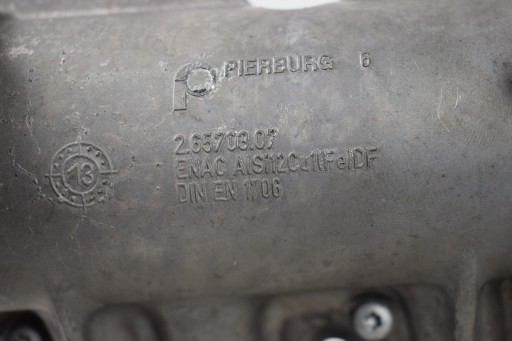 PIERBURG 6
2.65703.07
ENAC AlSi12Cu1(Fe)DF
DIN EN 1706
13